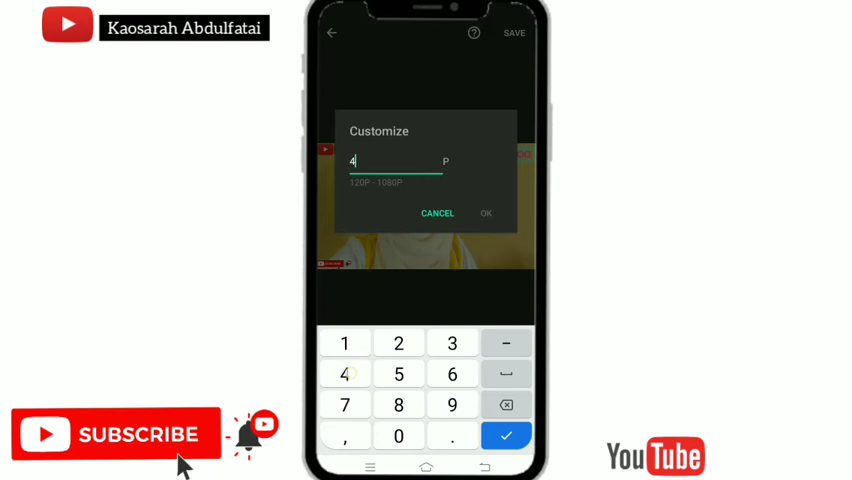 Kaosarah Abdulfatai
SAVE
Customize
4 P
120P - 1080P
CANCEL OK
1 2 3 -
4 5 6
7 8 9
, 0 .
SUBSCRIBE
YouTube